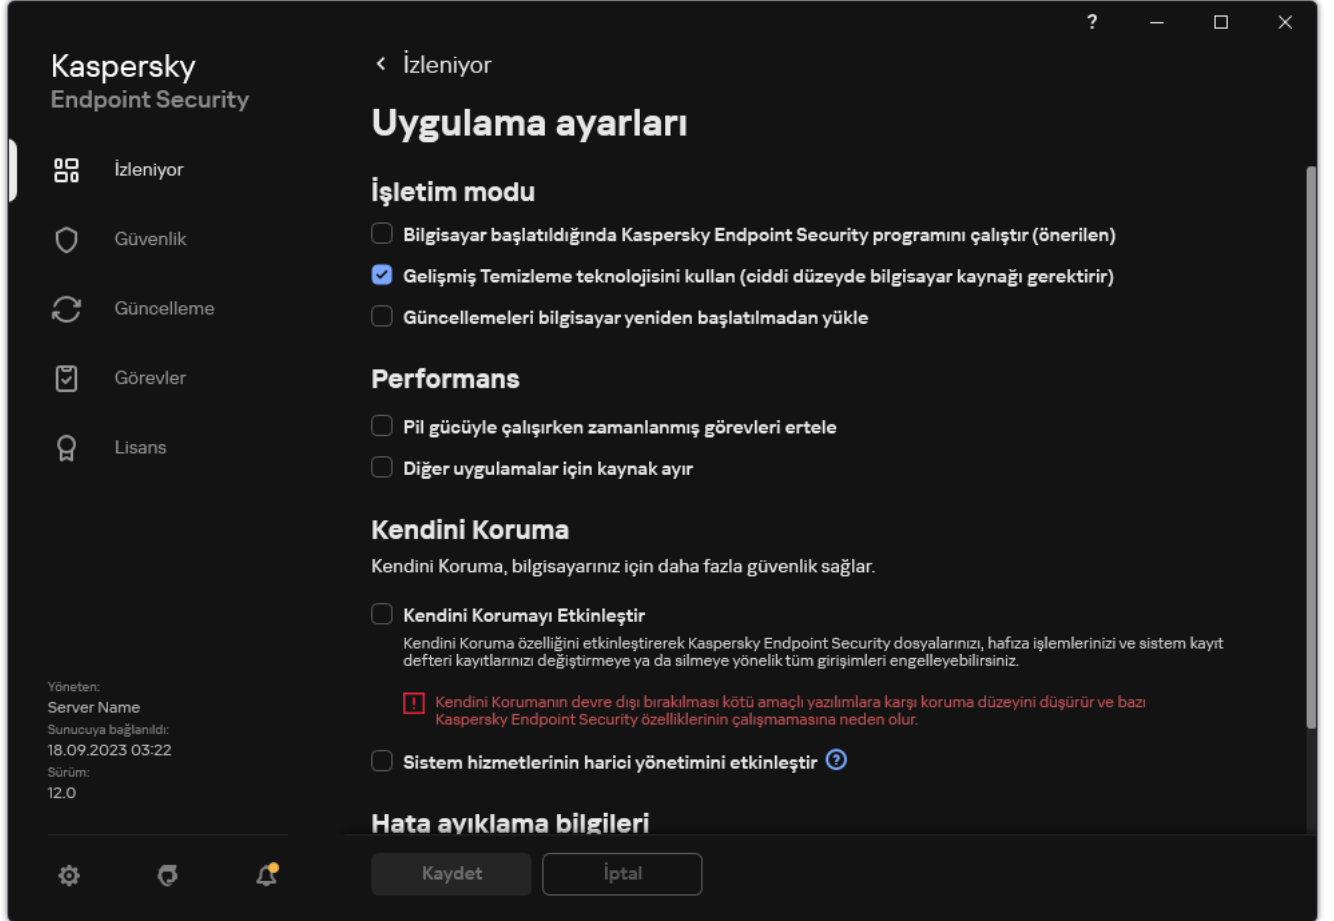 Kaspersky
Endpoint Security
İzleniyor
Güvenlik
Güncelleme
Görevler
Lisans
Yöneten:
Server Name
Sunucuya bağlanıldı:
18.09.2023 03:22
Sürüm:
12.0
?
İzleniyor
Uygulama ayarları
İşletim modu
Bilgisayar başlatıldığında Kaspersky Endpoint Security programını çalıştır (önerilen)
Gelişmiş Temizleme teknolojisini kullan (ciddi düzeyde bilgisayar kaynağı gerektirir)
Güncellemeleri bilgisayar yeniden başlatılmadan yükle
Performans
Pil gücüyle çalışırken zamanlanmış görevleri ertele
Diğer uygulamalar için kaynak ayır
Kendini Koruma
Kendini Koruma, bilgisayarınız için daha fazla güvenlik sağlar.
Kendini Korumayı Etkinleştir
Kendini Koruma özelliğini etkinleştirerek Kaspersky Endpoint Security dosyalarınızı, hafıza işlemlerinizi ve sistem kayıt
defteri kayıtlarınızı değiştirmeye ya da silmeye yönelik tüm girişimleri engelleyebilirsiniz.
Kendini Korumanın devre dışı bırakılması kötü amaçlı yazılımlara karşı koruma düzeyini düşürür ve bazı
Kaspersky Endpoint Security özelliklerinin çalışmamasına neden olur.
Sistem hizmetlerinin harici yönetimini etkinleştir ?
Hata ayıklama bilgileri
Kaydet
İptal